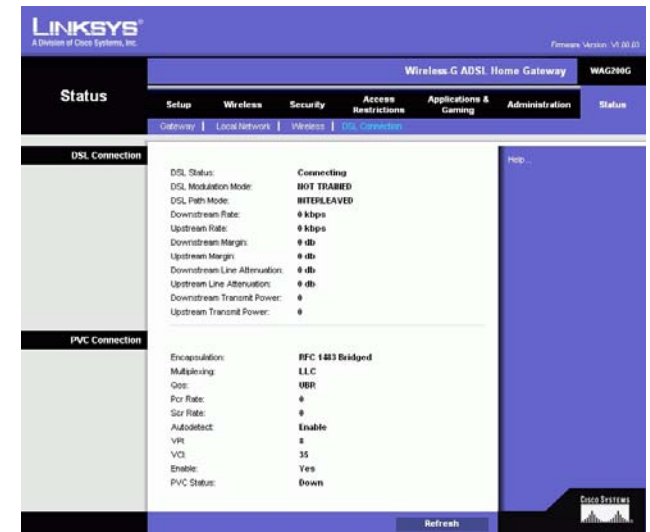 LINKSYS®
A Division of Cisco Systems, Inc.
Firmware Version: V1.00.03
Wireless-G ADSL Home Gateway WAG200G
Status
Setup Wireless Security Access Restrictions Applications & Gaming Administration Status
Gateway | Local Network | Wireless | DSL Connection
DSL Connection
Help...
DSL Status: Connecting
DSL Modulation Mode: NOT TRAINED
DSL Path Mode: INTERLEAVED
Downstream Rate: 0 kbps
Upstream Rate: 0 kbps
Downstream Margin: 0 db
Upstream Margin: 0 db
Downstream Line Attenuation: 0 db
Upstream Line Attenuation: 0 db
Downstream Transmit Power: 0
Upstream Transmit Power: 0
PVC Connection
Encapsulation: RFC 1483 Bridged
Multiplexing: LLC
Qos: UBR
Pcr Rate: 0
Scr Rate: 0
Autodetect: Enable
VPI: 8
VCI: 35
Enable: Yes
PVC Status: Down
Refresh
CISCO SYSTEMS